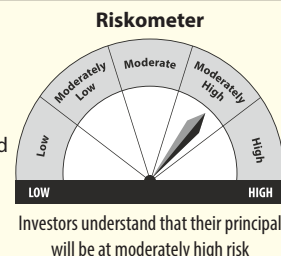 Riskometer
Low
Moderately
Low
Moderate
Moderately
High
High
d
LOW
HIGH
Investors understand that their principal
will be at moderately high risk